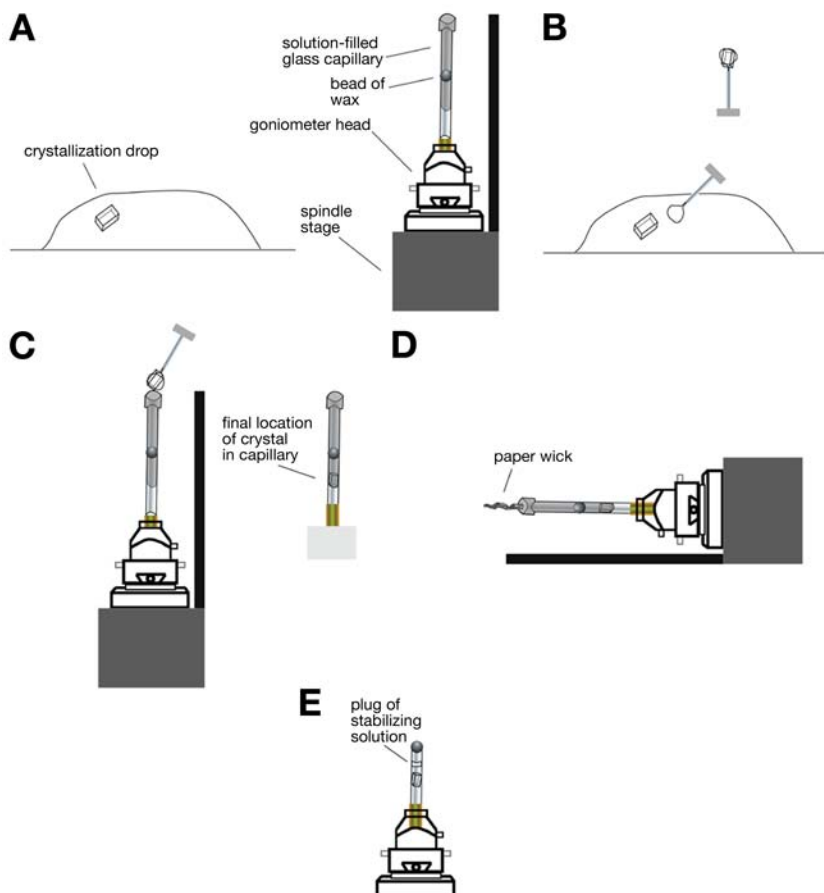 A
solution-filled
glass capillary
bead of
wax
goniometer head
crystallization drop
spindle
stage
B
C
final location
of crystal
in capillary
D
paper wick
E
plug of
stabilizing
solution